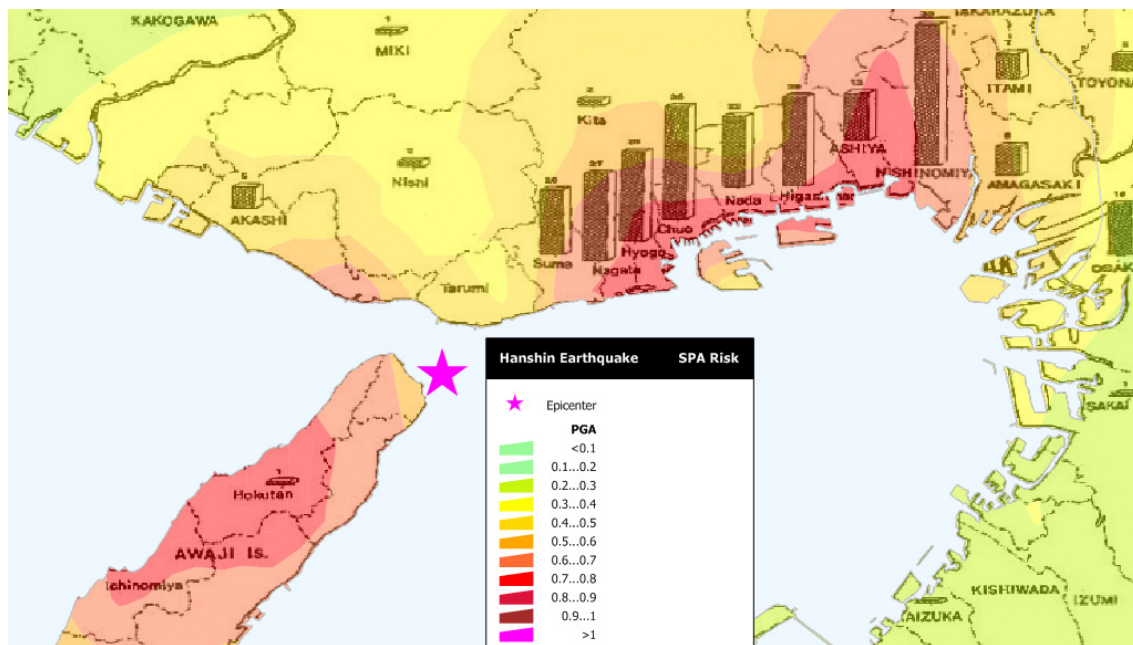 KAKOGAWA
MIKI
ITAMI
TOYONA
Kita
ASHIYA
Nishi
NISHINOMIY
AMAGASAKI
AKASHI
Nada
Higas
Chuo
Hyogo
Suma
Nagata
OSAK
Tarumi
Hanshin Earthquake SPA Risk
Epicenter
PGA
<0.1
0.1...0.2
0.2...0.3
0.3...0.4
0.4...0.5
0.5...0.6
0.6...0.7
0.7...0.8
0.8...0.9
0.9...1
>1
SAKAI
Hokutan
AWAJI IS.
Ichinomiya
KISHIWADA
IZUMI
AIZUKA